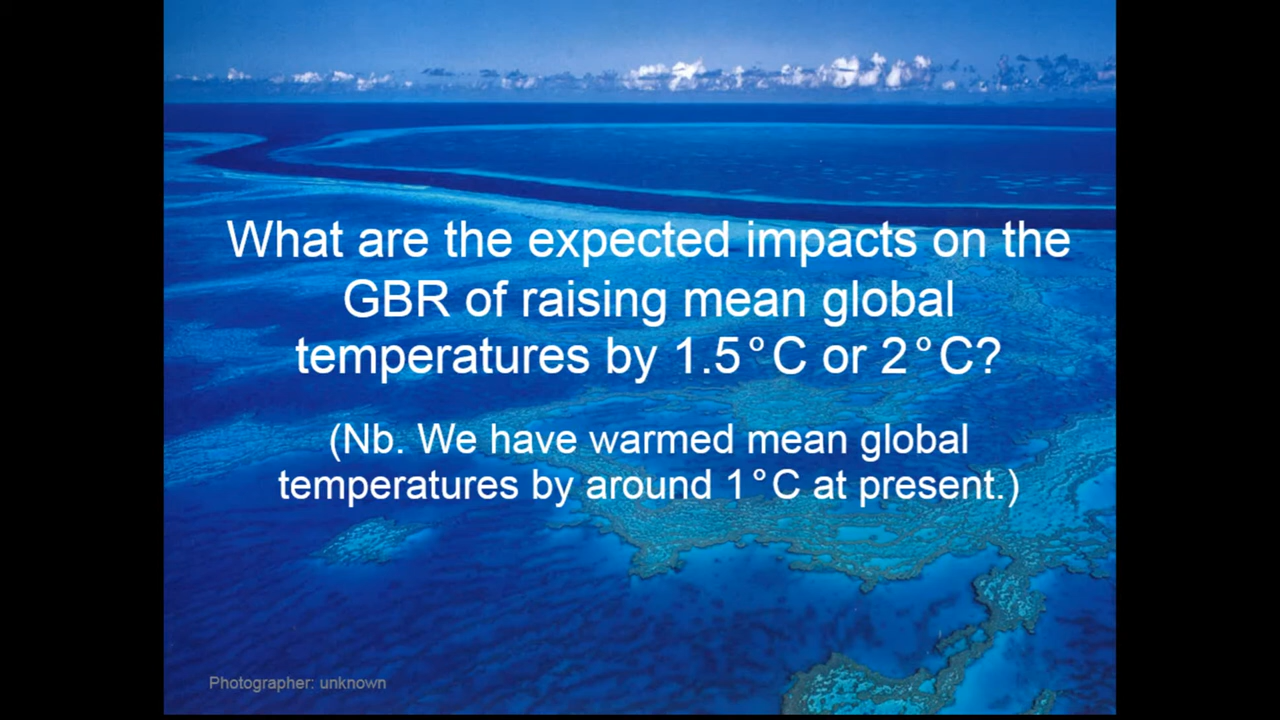 What are the expected impacts on the
GBR of raising mean global
temperatures by 1.5°C or 2°C?
(Nb. We have warmed mean global
temperatures by around 1°C at present.)
Photographer: unknown